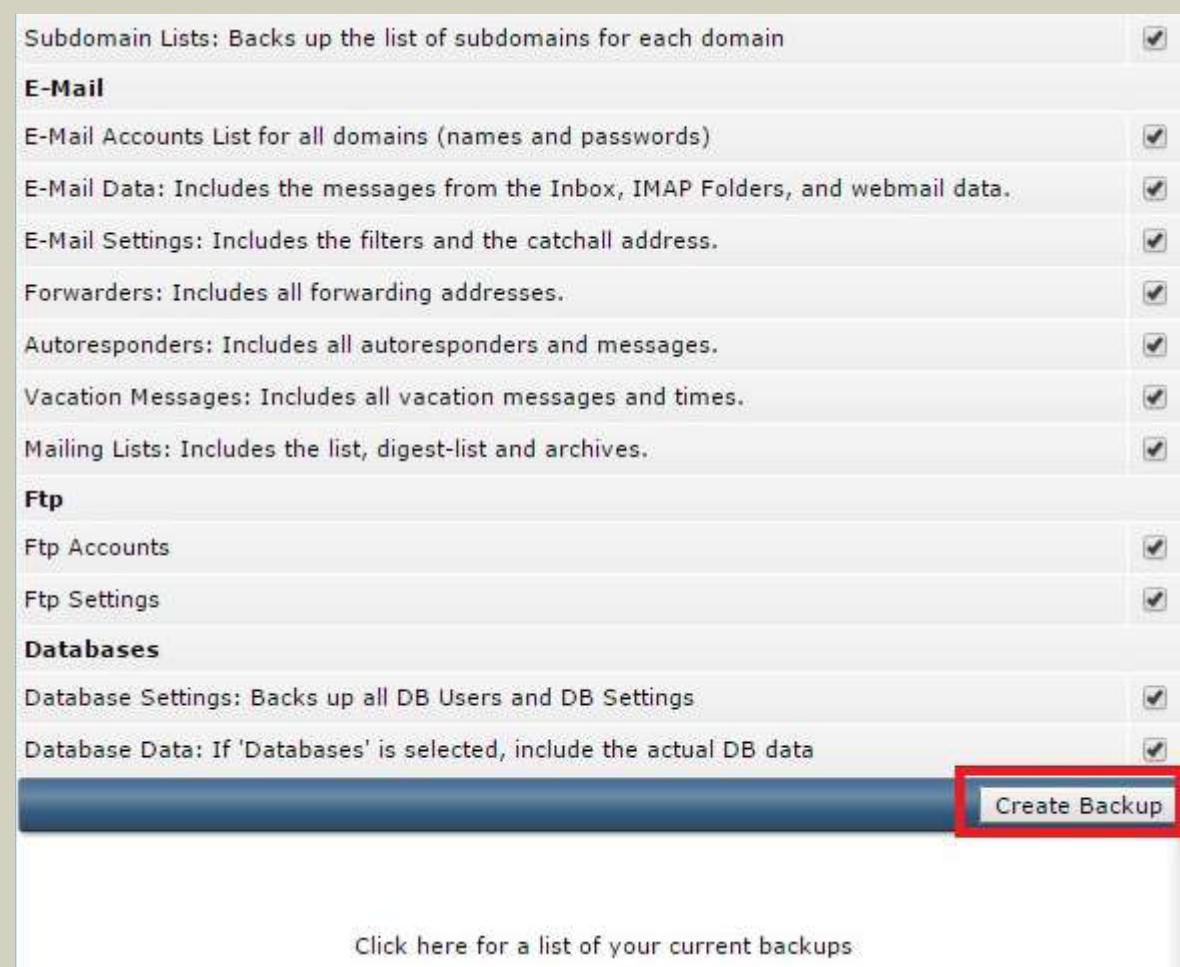 Subdomain Lists: Backs up the list of subdomains for each domain
E-Mail
E-Mail Accounts List for all domains (names and passwords)
E-Mail Data: Includes the messages from the Inbox, IMAP Folders, and webmail data.
E-Mail Settings: Includes the filters and the catchall address.
Forwarders: Includes all forwarding addresses.
Autoresponders: Includes all autoresponders and messages.
Vacation Messages: Includes all vacation messages and times.
Mailing Lists: Includes the list, digest-list and archives.
Ftp
Ftp Accounts
Ftp Settings
Databases
Database Settings: Backs up all DB Users and DB Settings
Database Data: If 'Databases' is selected, include the actual DB data
Create Backup
Click here for a list of your current backups